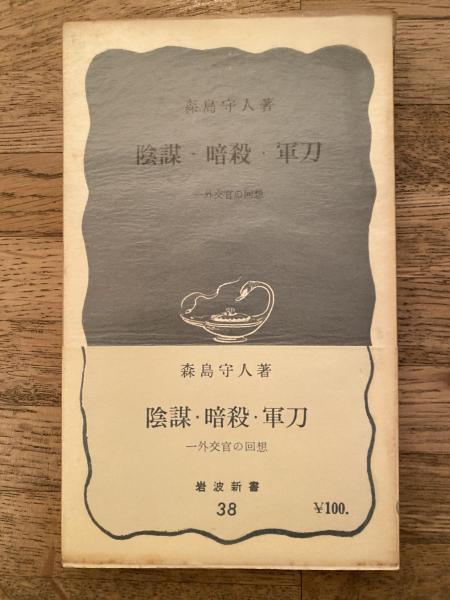 森島守人著
陰謀・暗殺・軍刀
一外交官の回想
森島守人著
陰謀・暗殺・軍刀
一外交官の回想
岩波新書
38
¥100.